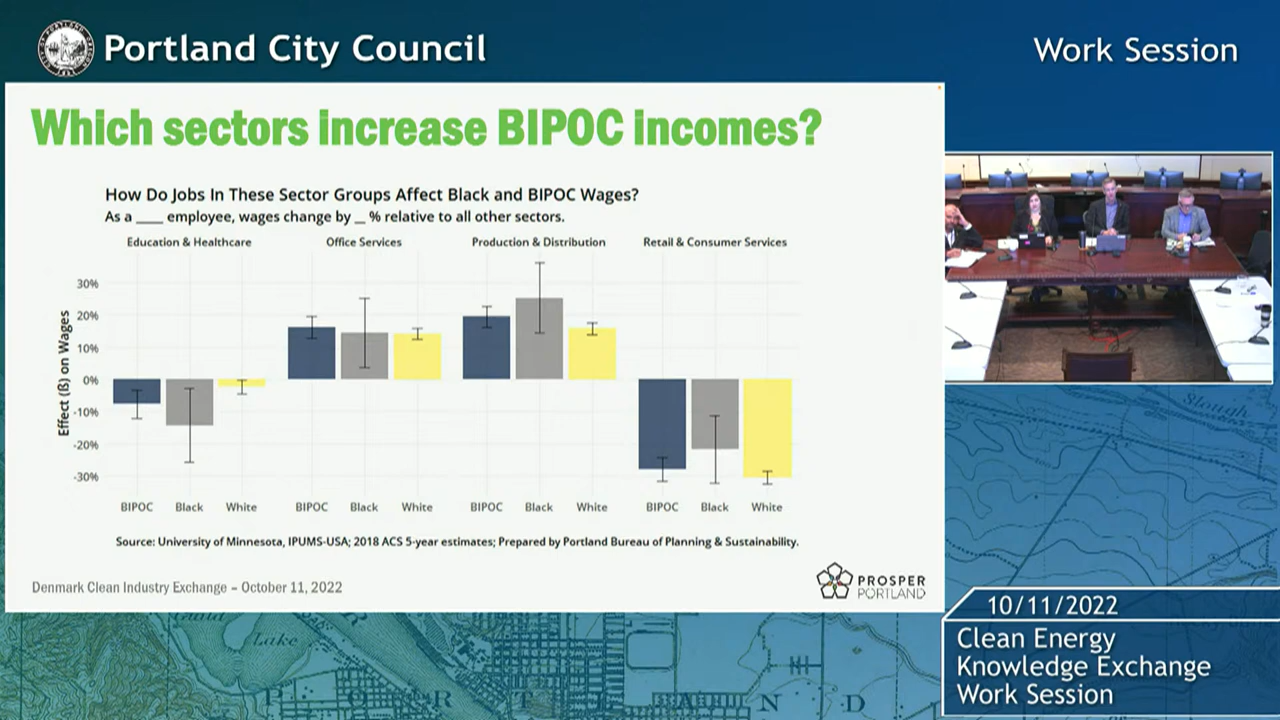 Portland City Council
Work Session
Which sectors increase BIPOC incomes?
How Do Jobs In These Sector Groups Affect Black and BIPOC Wages?
As a ____ employee, wages change by _ % relative to all other sectors.
Education & Healthcare
Office Services
Production & Distribution
Retail & Consumer Services
Effect (ß) on Wages
30%
20%
10%
0%
-10%
-20%
-30%
BIPOC Black White BIPOC Black White BIPOC Black White BIPOC Black White
Source: University of Minnesota, IPUMS-USA; 2018 ACS 5-year estimates; Prepared by Portland Bureau of Planning & Sustainability.
Denmark Clean Industry Exchange – October 11, 2022
PROSPER
PORTLAND
Slough
Guild
Lake
P O R T L A N D
10/11/2022
Clean Energy
Knowledge Exchange
Work Session